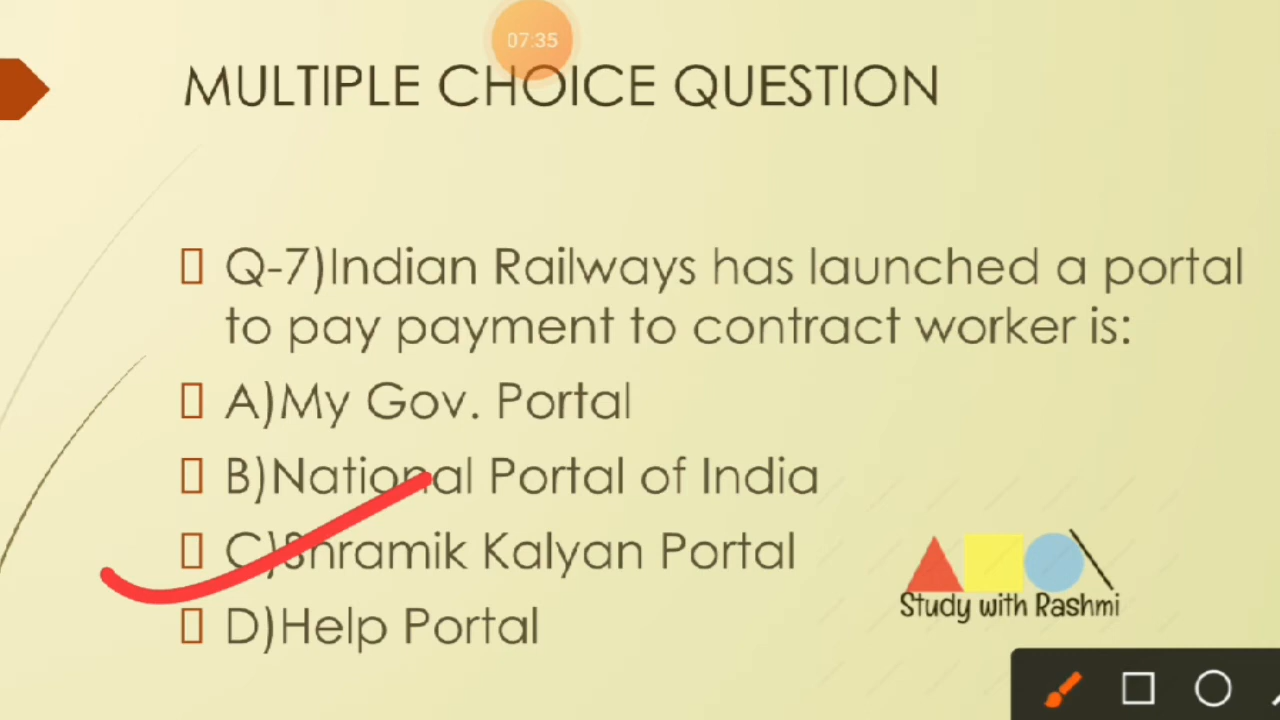 07:35
MULTIPLE CHOICE QUESTION
Q-7)Indian Railways has launched a portal
to pay payment to contract worker is:
A)My Gov. Portal
B)National Portal of India
C)Shramik Kalyan Portal
D)Help Portal
Study with Rashmi